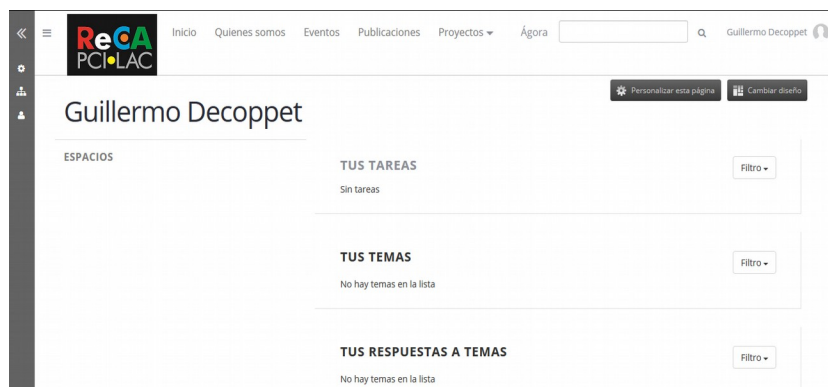 ReCA
PCI•LAC
Inicio Quienes somos Eventos Publicaciones Proyectos Ágora
Guillermo Decoppet
Personalizar esta página
Cambiar diseño
Guillermo Decoppet
ESPACIOS
TUS TAREAS
Filtro
Sin tareas
TUS TEMAS
Filtro
No hay temas en la lista
TUS RESPUESTAS A TEMAS
Filtro
No hay temas en la lista